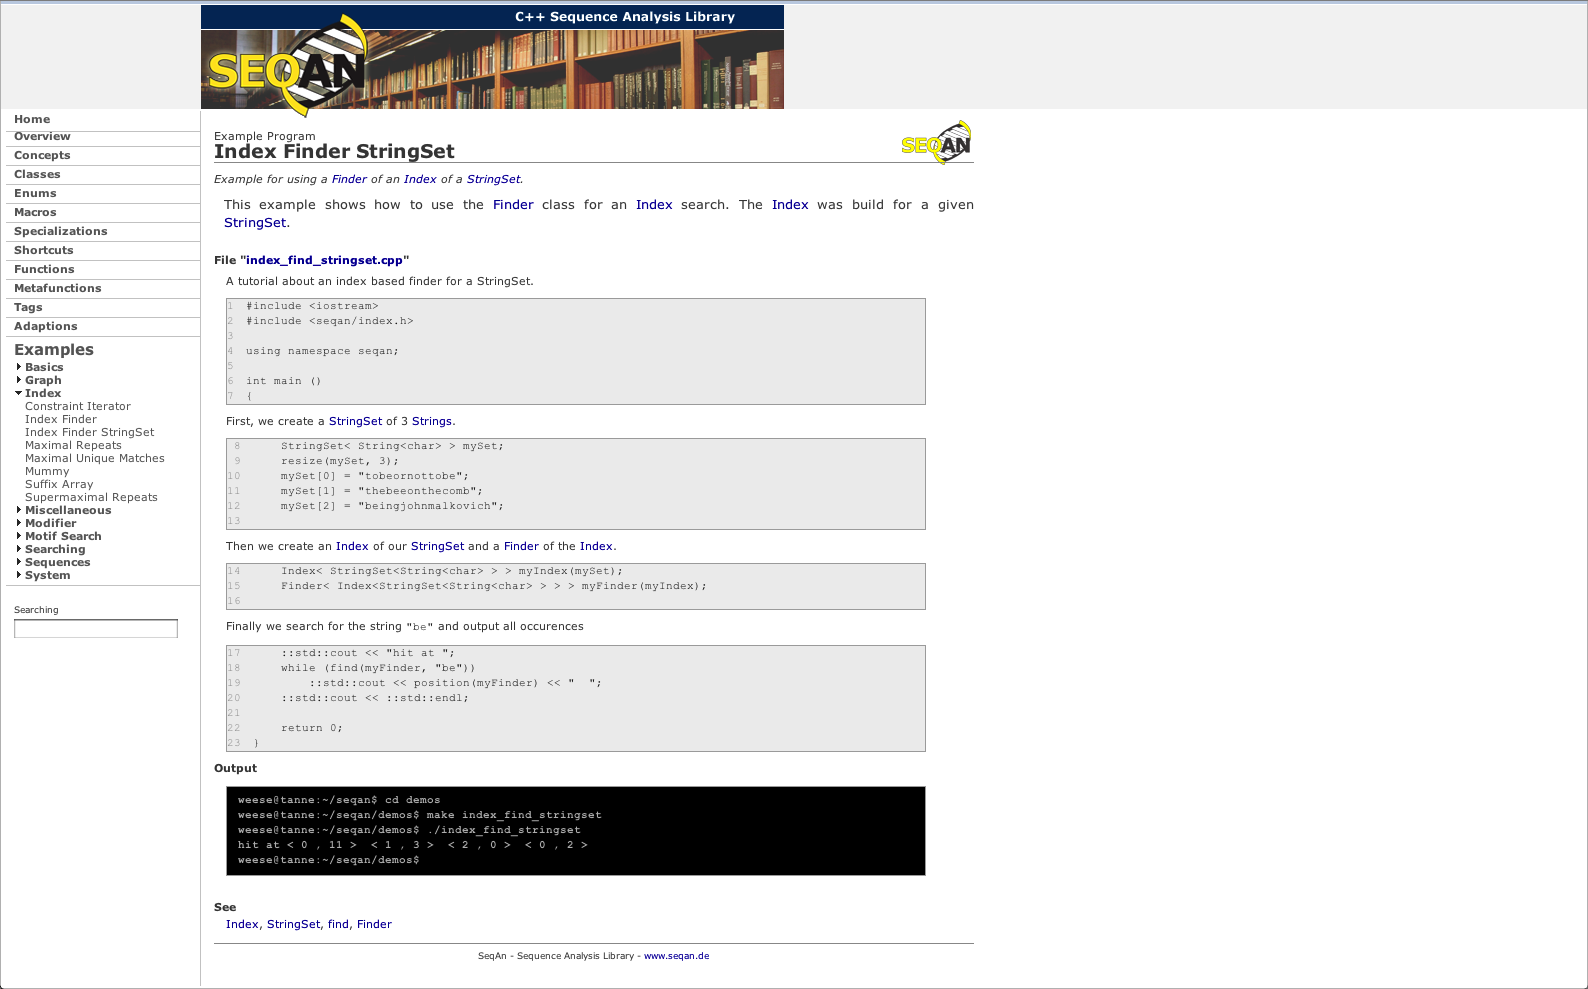 C++ Sequence Analysis Library
SEQAN
Home
Overview
Concepts
Classes
Enums
Macros
Specializations
Shortcuts
Functions
Metafunctions
Tags
Adaptions
Examples
Basics
Graph
Index
Constraint Iterator
Index Finder
Index Finder StringSet
Maximal Repeats
Maximal Unique Matches
Mummy
Suffix Array
Supermaximal Repeats
Miscellaneous
Modifier
Motif Search
Searching
Sequences
System
Searching
Example Program
Index Finder StringSet
SEQAN
Example for using a Finder of an Index of a StringSet.
This example shows how to use the Finder class for an Index search. The Index was build for a given
StringSet.
File "index_find_stringset.cpp"
A tutorial about an index based finder for a StringSet.
1 #include <iostream>
2 #include <seqan/index.h>
3
4 using namespace seqan;
5
6 int main ()
7 {
First, we create a StringSet of 3 Strings.
8     StringSet< String<char> > mySet;
9     resize(mySet, 3);
10     mySet[0] = "tobeornottobe";
11     mySet[1] = "thebeeonthecomb";
12     mySet[2] = "beingjohnmalkovich";
13
Then we create an Index of our StringSet and a Finder of the Index.
14     Index< StringSet<String<char> > > myIndex(mySet);
15     Finder< Index<StringSet<String<char> > > > myFinder(myIndex);
16
Finally we search for the string "be" and output all occurences
17     ::std::cout << "hit at ";
18     while (find(myFinder, "be"))
19         ::std::cout << position(myFinder) << "  ";
20     ::std::cout << ::std::endl;
21
22     return 0;
23 }
Output
weese@tanne:~/seqan$ cd demos
weese@tanne:~/seqan/demos$ make index_find_stringset
weese@tanne:~/seqan/demos$ ./index_find_stringset
hit at < 0 , 11 >  < 1 , 3 >  < 2 , 0 >  < 0 , 2 >
weese@tanne:~/seqan/demos$
See
Index, StringSet, find, Finder
SeqAn - Sequence Analysis Library - www.seqan.de